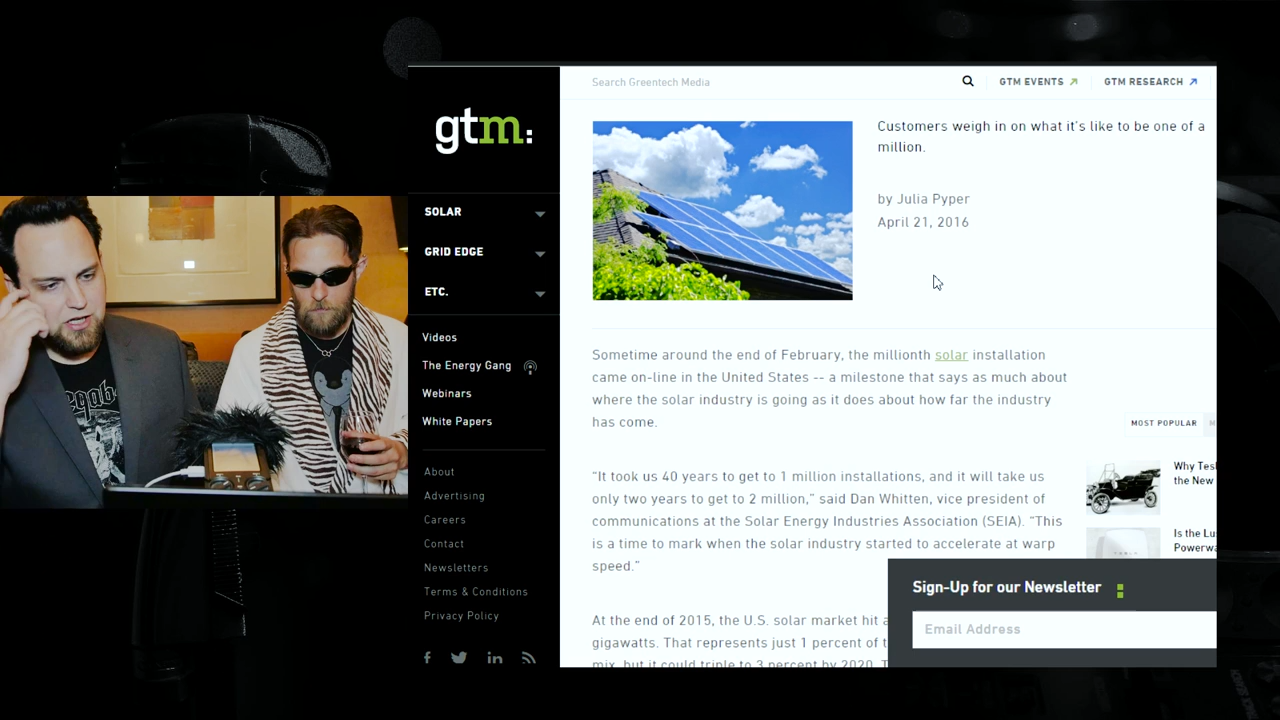 gtm:
SOLAR
GRID EDGE
ETC.
Videos
The Energy Gang
Webinars
White Papers
About
Advertising
Careers
Contact
Newsletters
Terms & Conditions
Privacy Policy
Search Greentech Media
GTM EVENTS
GTM RESEARCH
Customers weigh in on what it's like to be one of a
million.
by Julia Pyper
April 21, 2016
Sometime around the end of February, the millionth solar installation
came on-line in the United States -- a milestone that says as much about
where the solar industry is going as it does about how far the industry
has come.
"It took us 40 years to get to 1 million installations, and it will take us
only two years to get to 2 million," said Dan Whitten, vice president of
communications at the Solar Energy Industries Association (SEIA). "This
is a time to mark when the solar industry started to accelerate at warp
speed."
At the end of 2015, the U.S. solar market hit
gigawatts. That represents just 1 percent of
mix, but it could triple to 3 percent by 2020.
MOST POPULAR
Why
the New
Is the
Sign-Up for our Newsletter
Email Address